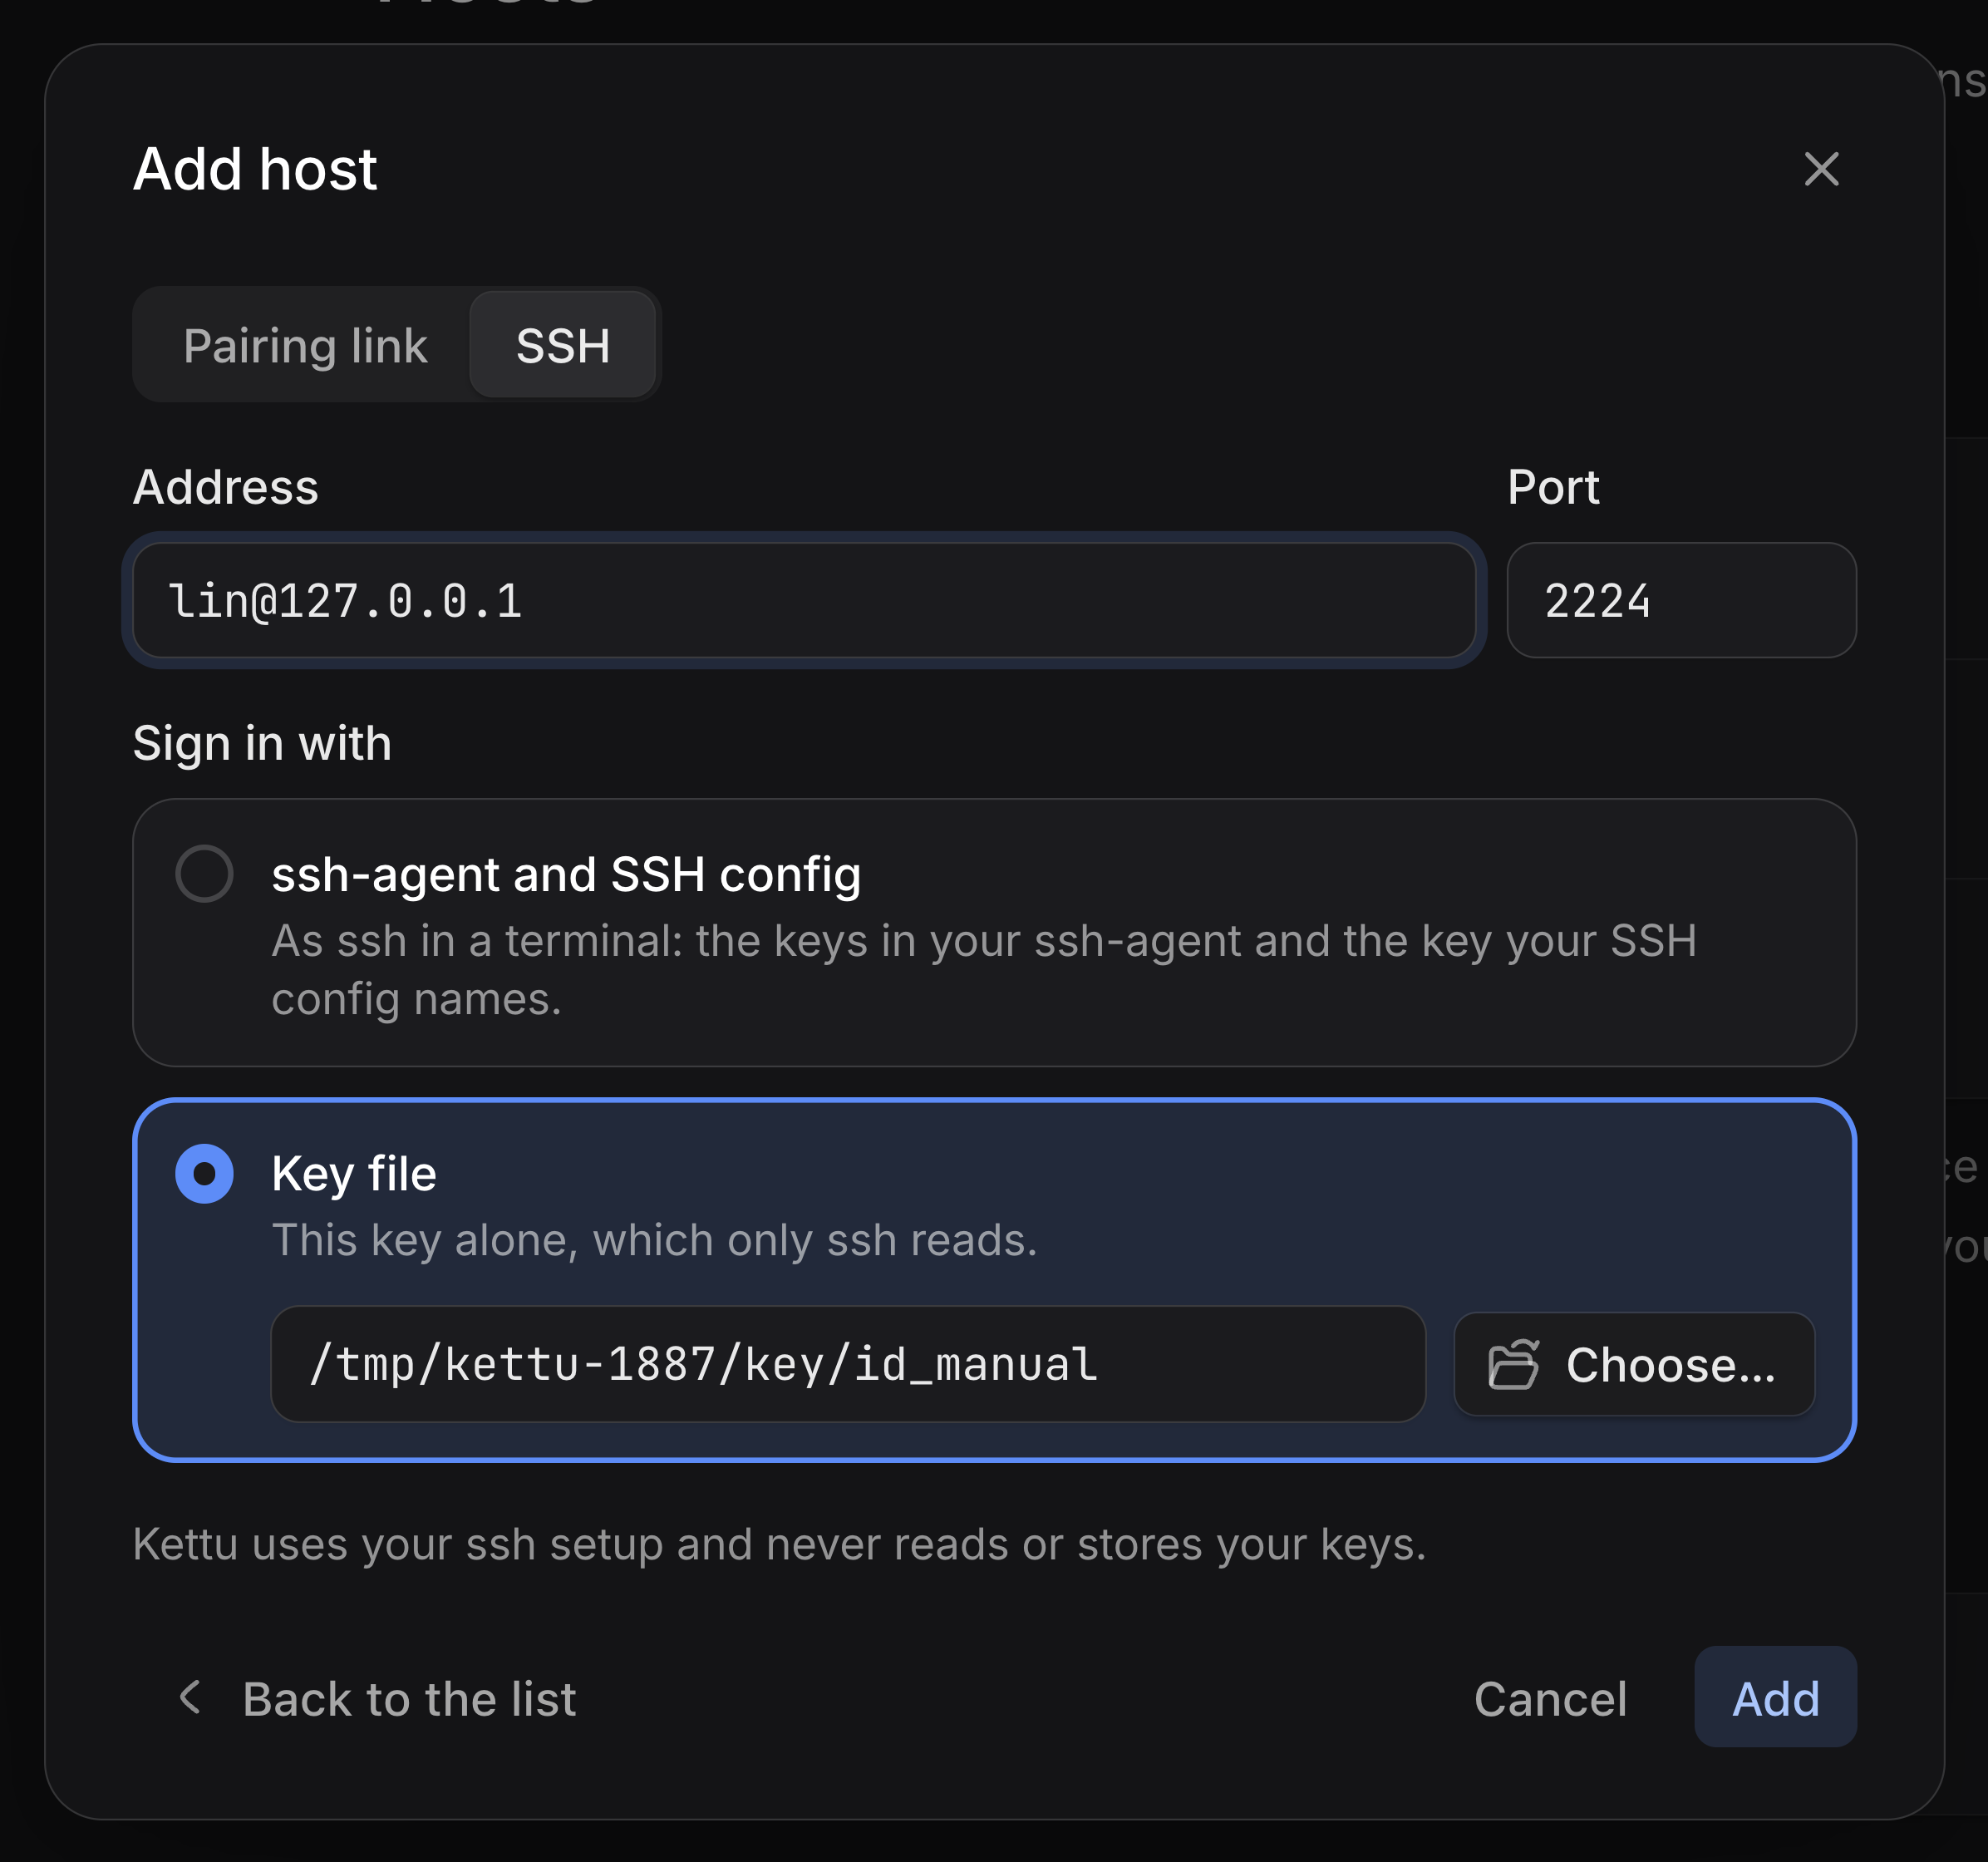 Add host
Pairing link
SSH
Address
Port
lin@127.0.0.1
2224
Sign in with
ssh-agent and SSH config
As ssh in a terminal: the keys in your ssh-agent and the key your SSH
config names.
Key file
This key alone, which only ssh reads.
/tmp/kettu-1887/key/id_manual
Choose...
Kettu uses your ssh setup and never reads or stores your keys.
Back to the list
Cancel
Add